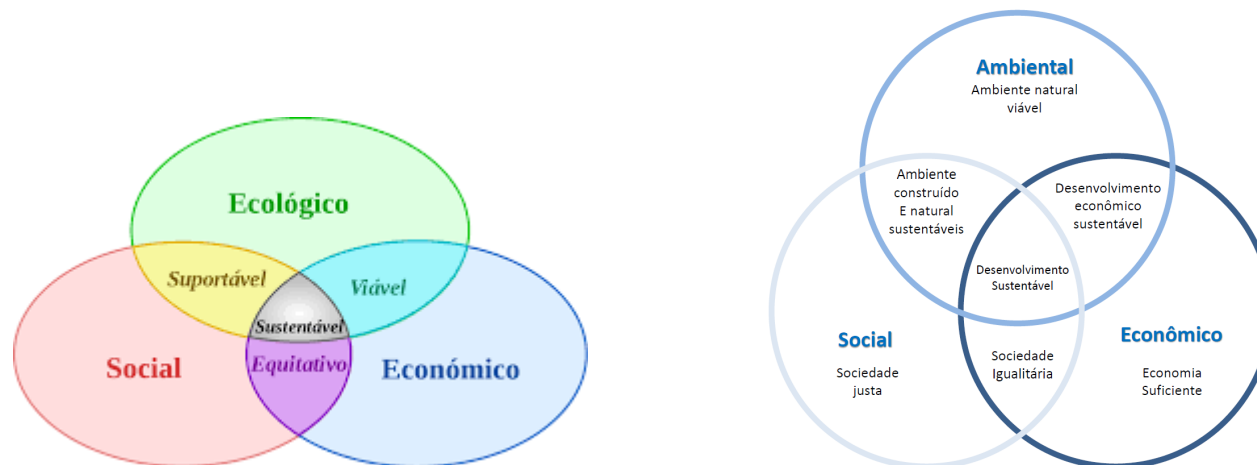 Ecológico
Suportável
Viável
Sustentável
Social
Equitativo
Económico
Ambiental
Ambiente natural
viável
Ambiente
construído
E natural
sustentáveis
Desenvolvimento
econômico
sustentável
Desenvolvimento
Sustentável
Social
Sociedade
justa
Sociedade
Igualitária
Econômico
Economia
Suficiente